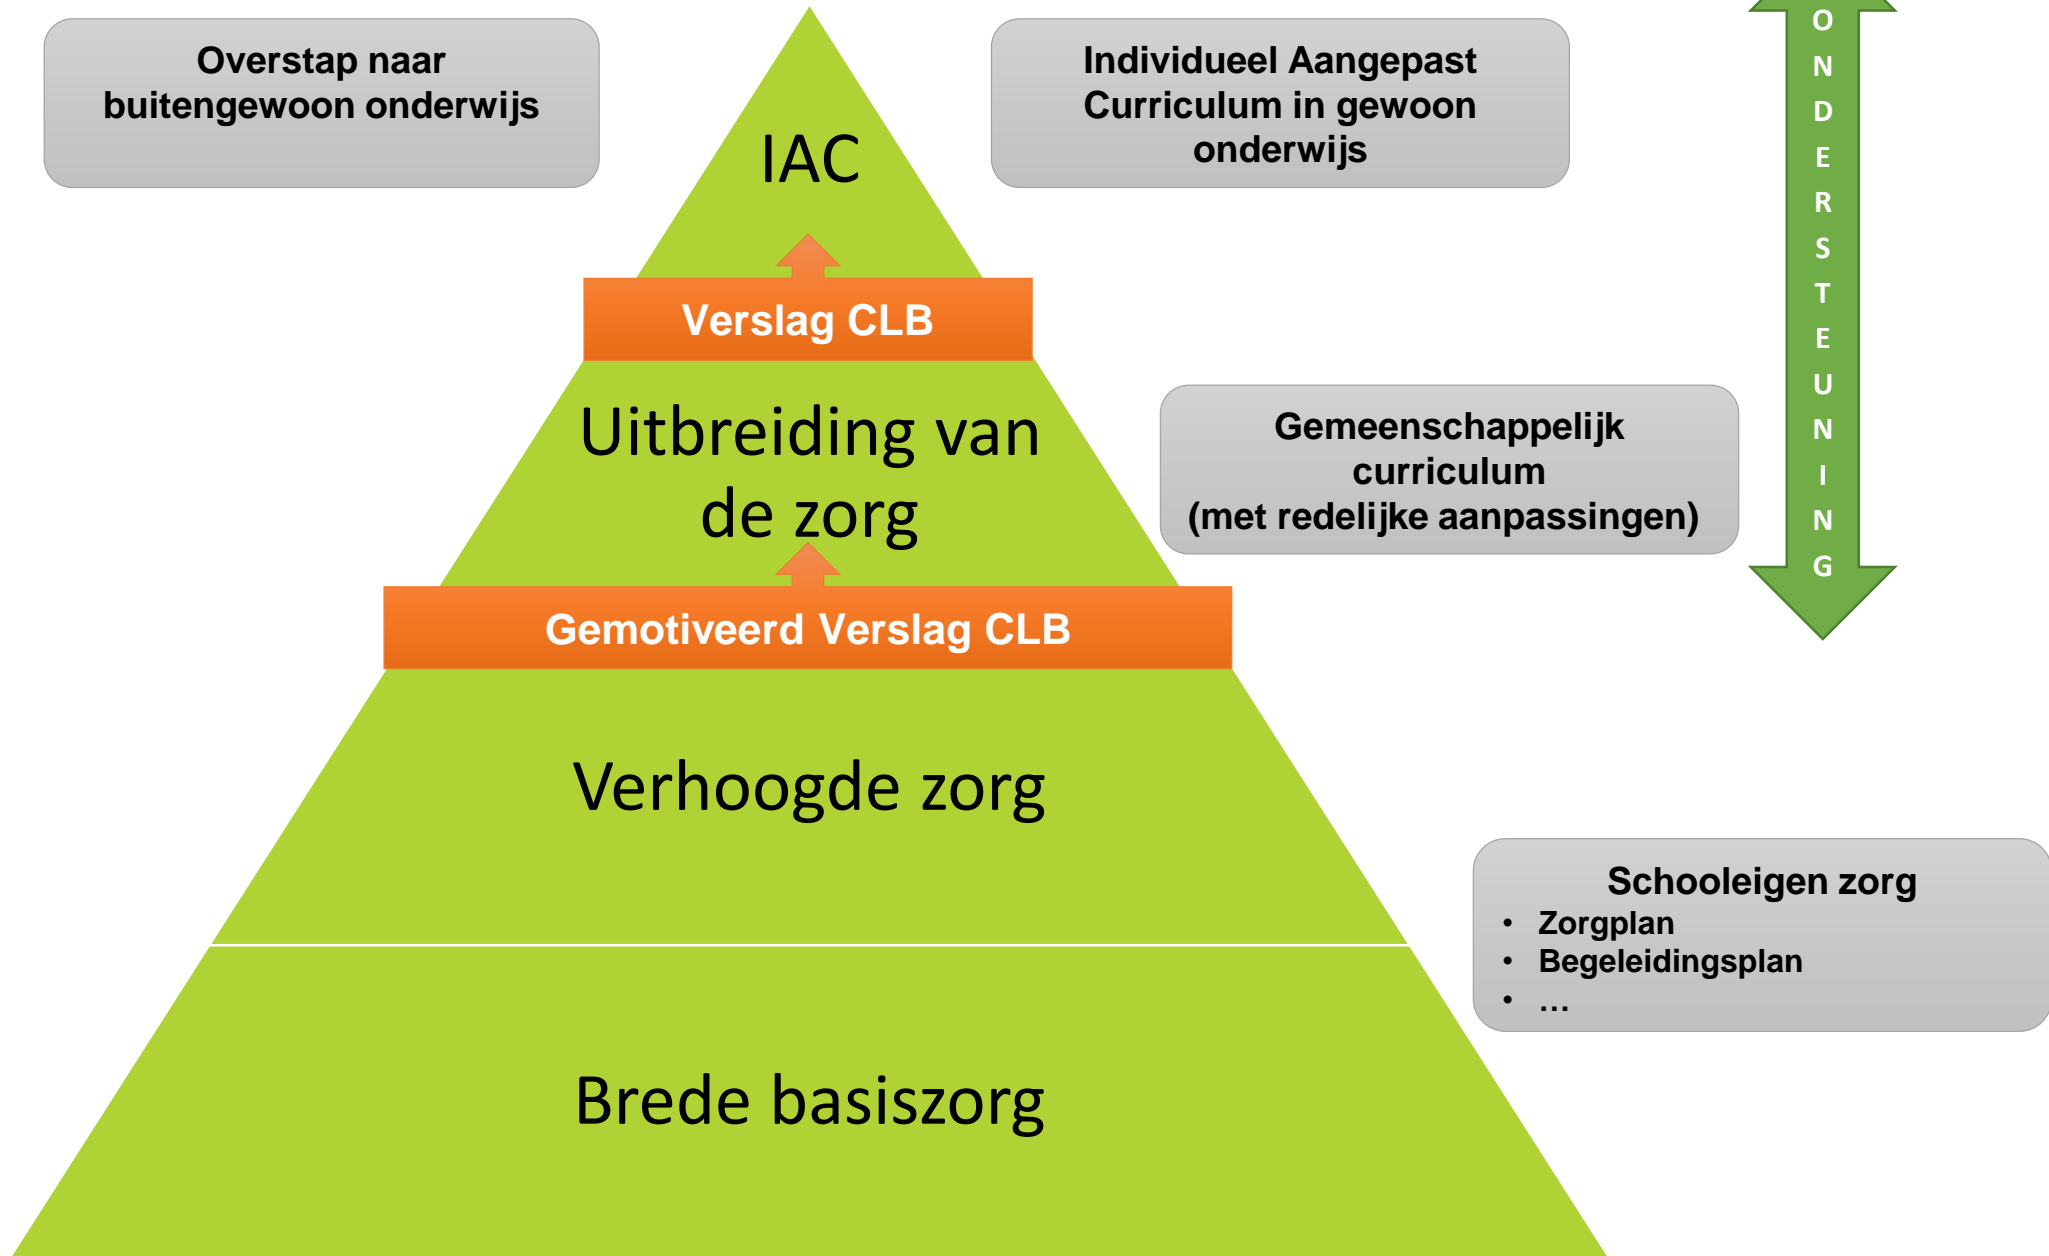 Overstap naar
buitengewoon onderwijs
IAC
Individueel Aangepast
Curriculum in gewoon
onderwijs
ONDERSTEUNING
Verslag CLB
Uitbreiding van
de zorg
Gemeenschappelijk
curriculum
(met redelijke aanpassingen)
Gemotiveerd Verslag CLB
Verhoogde zorg
Schooleigen zorg
• Zorgplan
• Begeleidingsplan
• …
Brede basiszorg